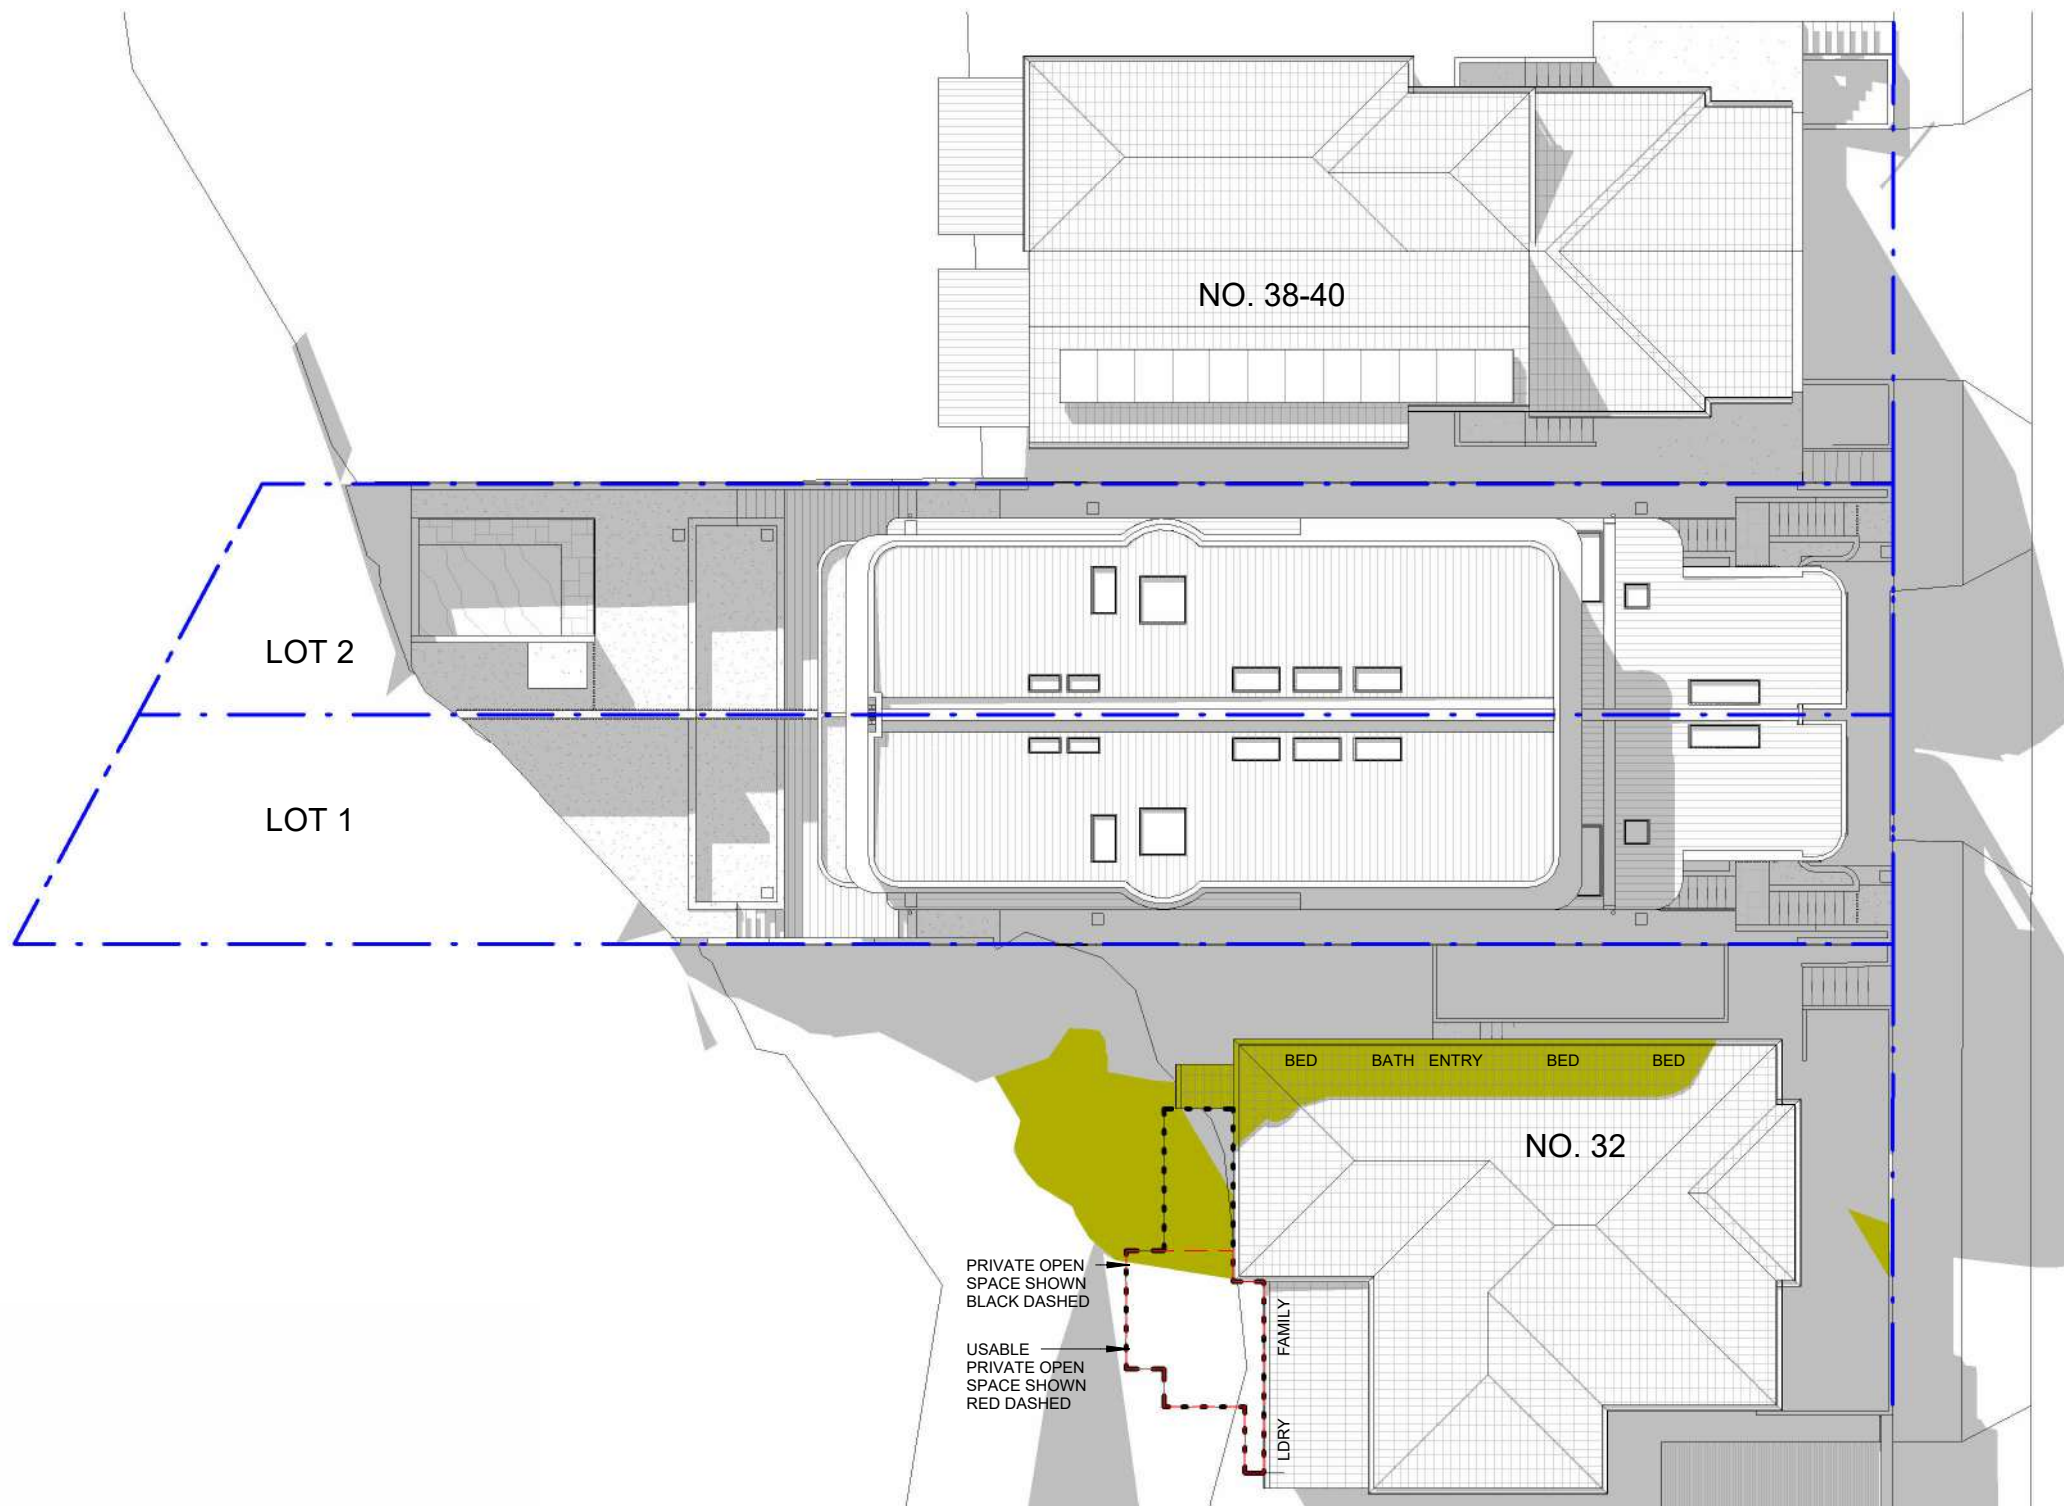 NO. 38-40
LOT 2
LOT 1
BED BATH ENTRY BED BED
NO. 32
PRIVATE OPEN
SPACE SHOWN
BLACK DASHED
USABLE
PRIVATE OPEN
SPACE SHOWN
RED DASHED
FAMILY
LDRY